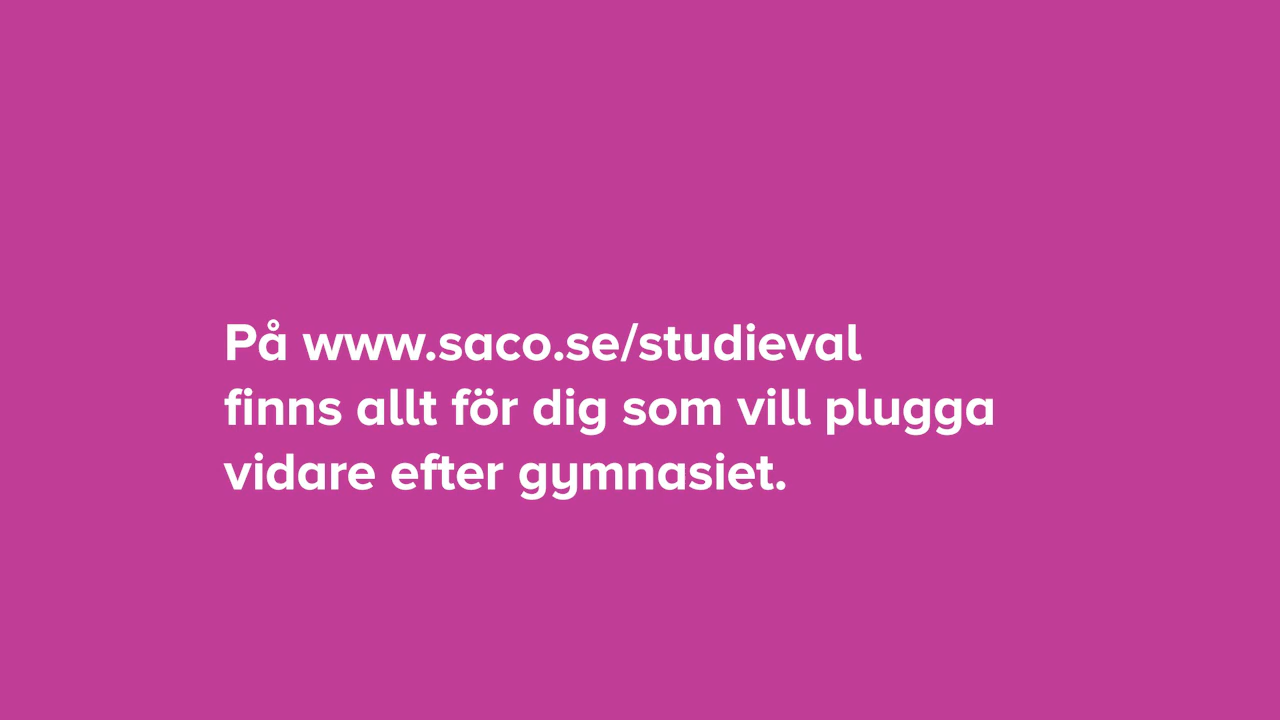 På www.saco.se/studieval
finns allt för dig som vill plugga
vidare efter gymnasiet.